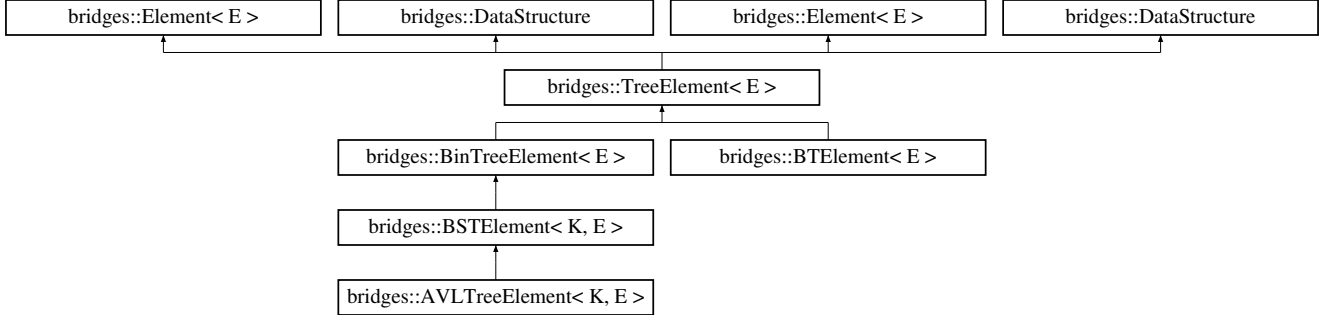 bridges::Element< E >
bridges::DataStructure
bridges::Element< E >
bridges::DataStructure
bridges::TreeElement< E >
bridges::BinTreeElement< E >
bridges::BTElement< E >
bridges::BSTElement< K, E >
bridges::AVLTreeElement< K, E >